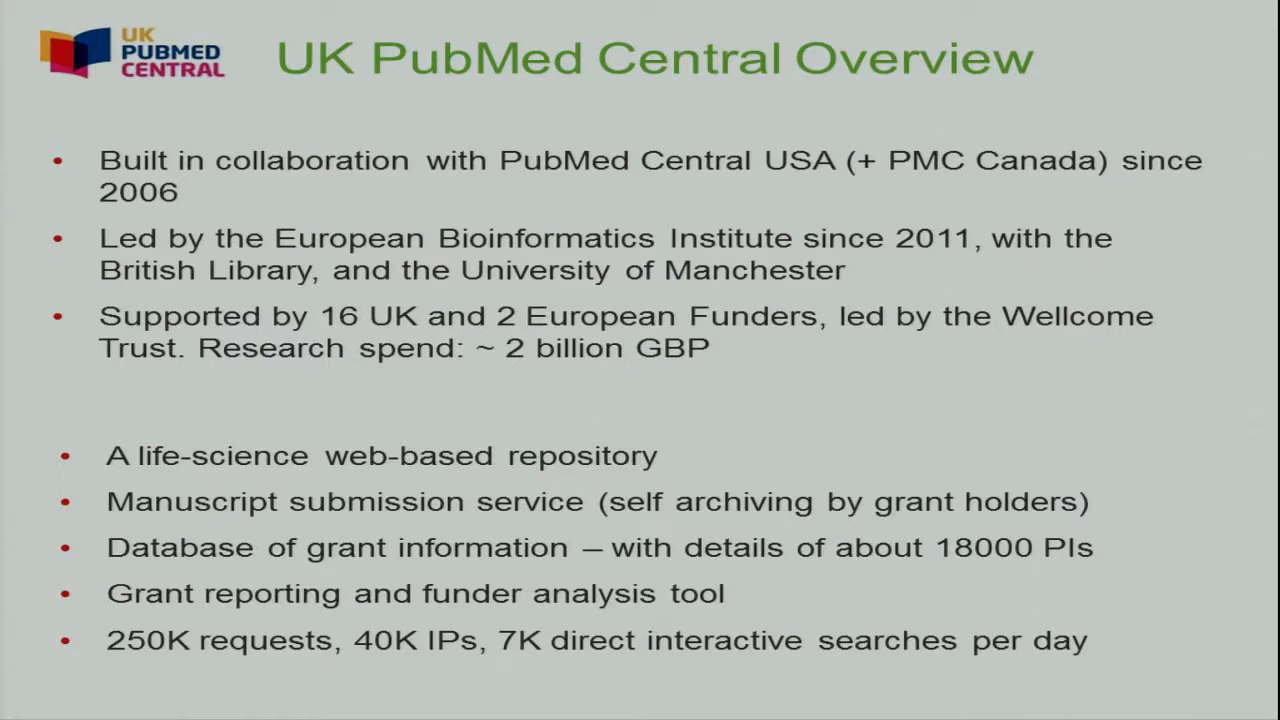 UK
PUBMED
CENTRAL
UK PubMed Central Overview
• Built in collaboration with PubMed Central USA (+ PMC Canada) since
2006
• Led by the European Bioinformatics Institute since 2011, with the
British Library, and the University of Manchester
• Supported by 16 UK and 2 European Funders, led by the Wellcome
Trust. Research spend: ~ 2 billion GBP
• A life-science web-based repository
• Manuscript submission service (self archiving by grant holders)
• Database of grant information – with details of about 18000 PIs
• Grant reporting and funder analysis tool
• 250K requests, 40K IPs, 7K direct interactive searches per day